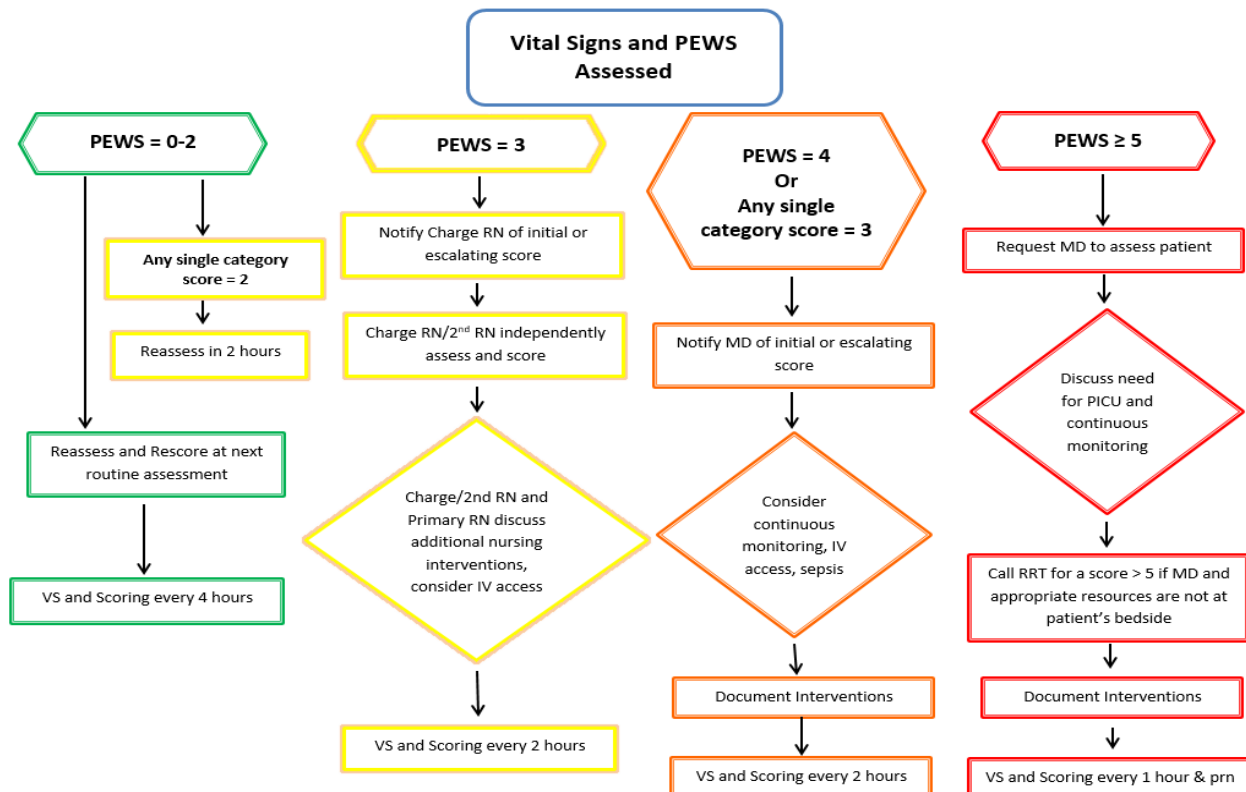 Vital Signs and PEWS
Assessed
PEWS = 0-2
Any single category
score = 2
Reassess in 2 hours
Reassess and Rescore at next
routine assessment
VS and Scoring every 4 hours
PEWS = 3
Notify Charge RN of initial or
escalating score
Charge RN/2nd RN independently
assess and score
Charge/2nd RN and
Primary RN discuss
additional nursing
interventions,
consider IV access
VS and Scoring every 2 hours
PEWS = 4
Or
Any single
category score = 3
Notify MD of initial or escalating
score
Consider
continuous
monitoring, IV
access, sepsis
Document Interventions
VS and Scoring every 2 hours
PEWS ≥ 5
Request MD to assess patient
Discuss need
for PICU and
continuous
monitoring
Call RRT for a score > 5 if MD and
appropriate resources are not at
patient’s bedside
Document Interventions
VS and Scoring every 1 hour & prn